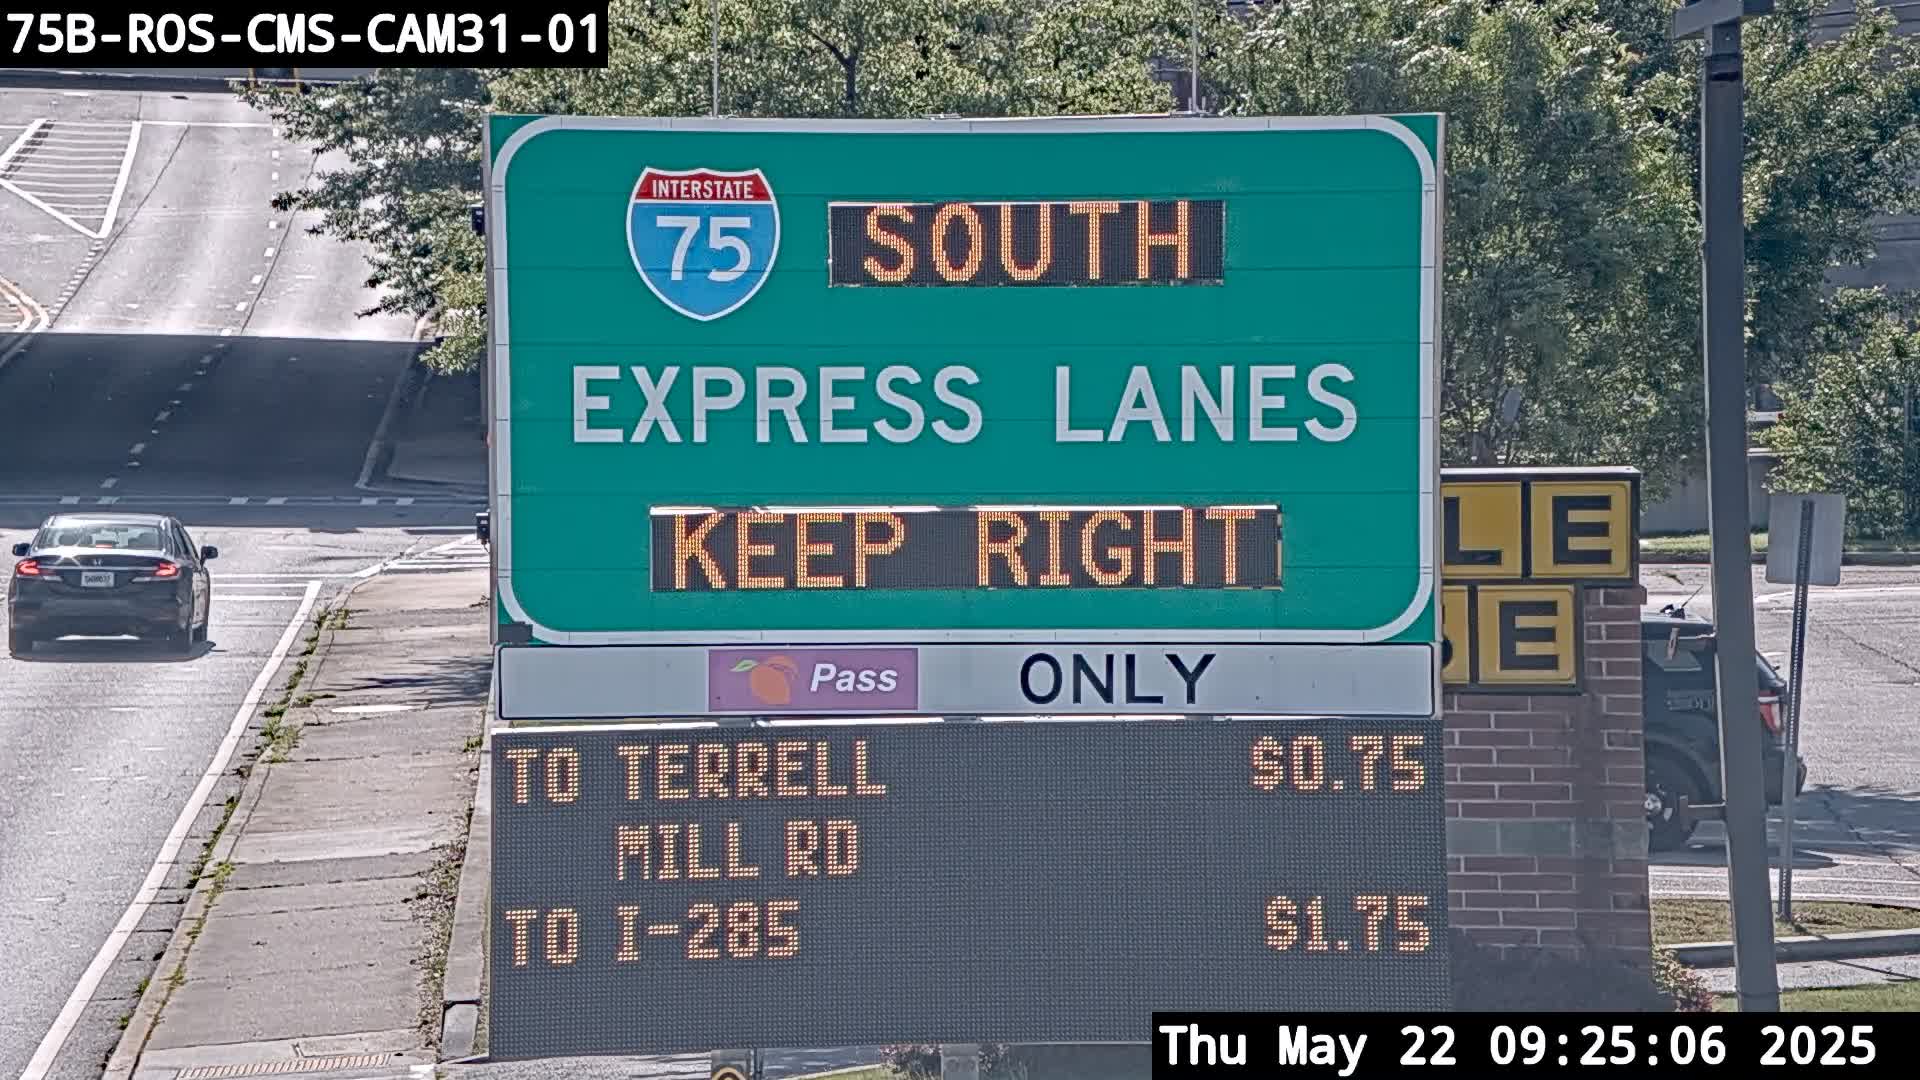 75B-ROS-CMS-CAM31-01
INTERSTATE
75
SOUTH
EXPRESS LANES
KEEP RIGHT
LE
E
Pass
ONLY
TO TERRELL $0.75
MILL RD
TO I-285 $1.75
Thu May 22 09:25:06 2025